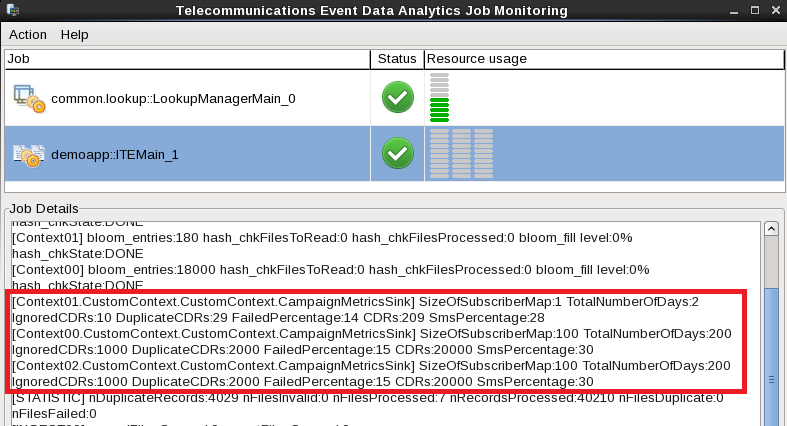 Telecommunications Event Data Analytics Job Monitoring
Action Help
Job Status Resource usage
common.lookup::LookupManagerMain_0
demoapp::ITEMain_1
Job Details
hash_chkState:DONE
[Context01] bloom_entries:180 hash_chkFilesToRead:0 hash_chkFilesProcessed:0 bloom_fill level:0%
hash_chkState:DONE
[Context00] bloom_entries:18000 hash_chkFilesToRead:0 hash_chkFilesProcessed:0 bloom_fill level:0%
hash_chkState:DONE
[Context01.CustomContext.CustomContext.CampaignMetricsSink] SizeOfSubscriberMap:1 TotalNumberOfDays:2
IgnoredCDRs:10 DuplicateCDRs:29 FailedPercentage:14 CDRs:209 SmsPercentage:28
[Context00.CustomContext.CustomContext.CampaignMetricsSink] SizeOfSubscriberMap:100 TotalNumberOfDays:200
IgnoredCDRs:1000 DuplicateCDRs:2000 FailedPercentage:15 CDRs:20000 SmsPercentage:30
[Context02.CustomContext.CustomContext.CampaignMetricsSink] SizeOfSubscriberMap:100 TotalNumberOfDays:200
IgnoredCDRs:1000 DuplicateCDRs:2000 FailedPercentage:15 CDRs:20000 SmsPercentage:30
[STATISTIC] nDuplicateRecords:4029 nFilesInvalid:0 nFilesProcessed:7 nRecordsProcessed:40210 nFilesDuplicate:0
nFilesFailed:0